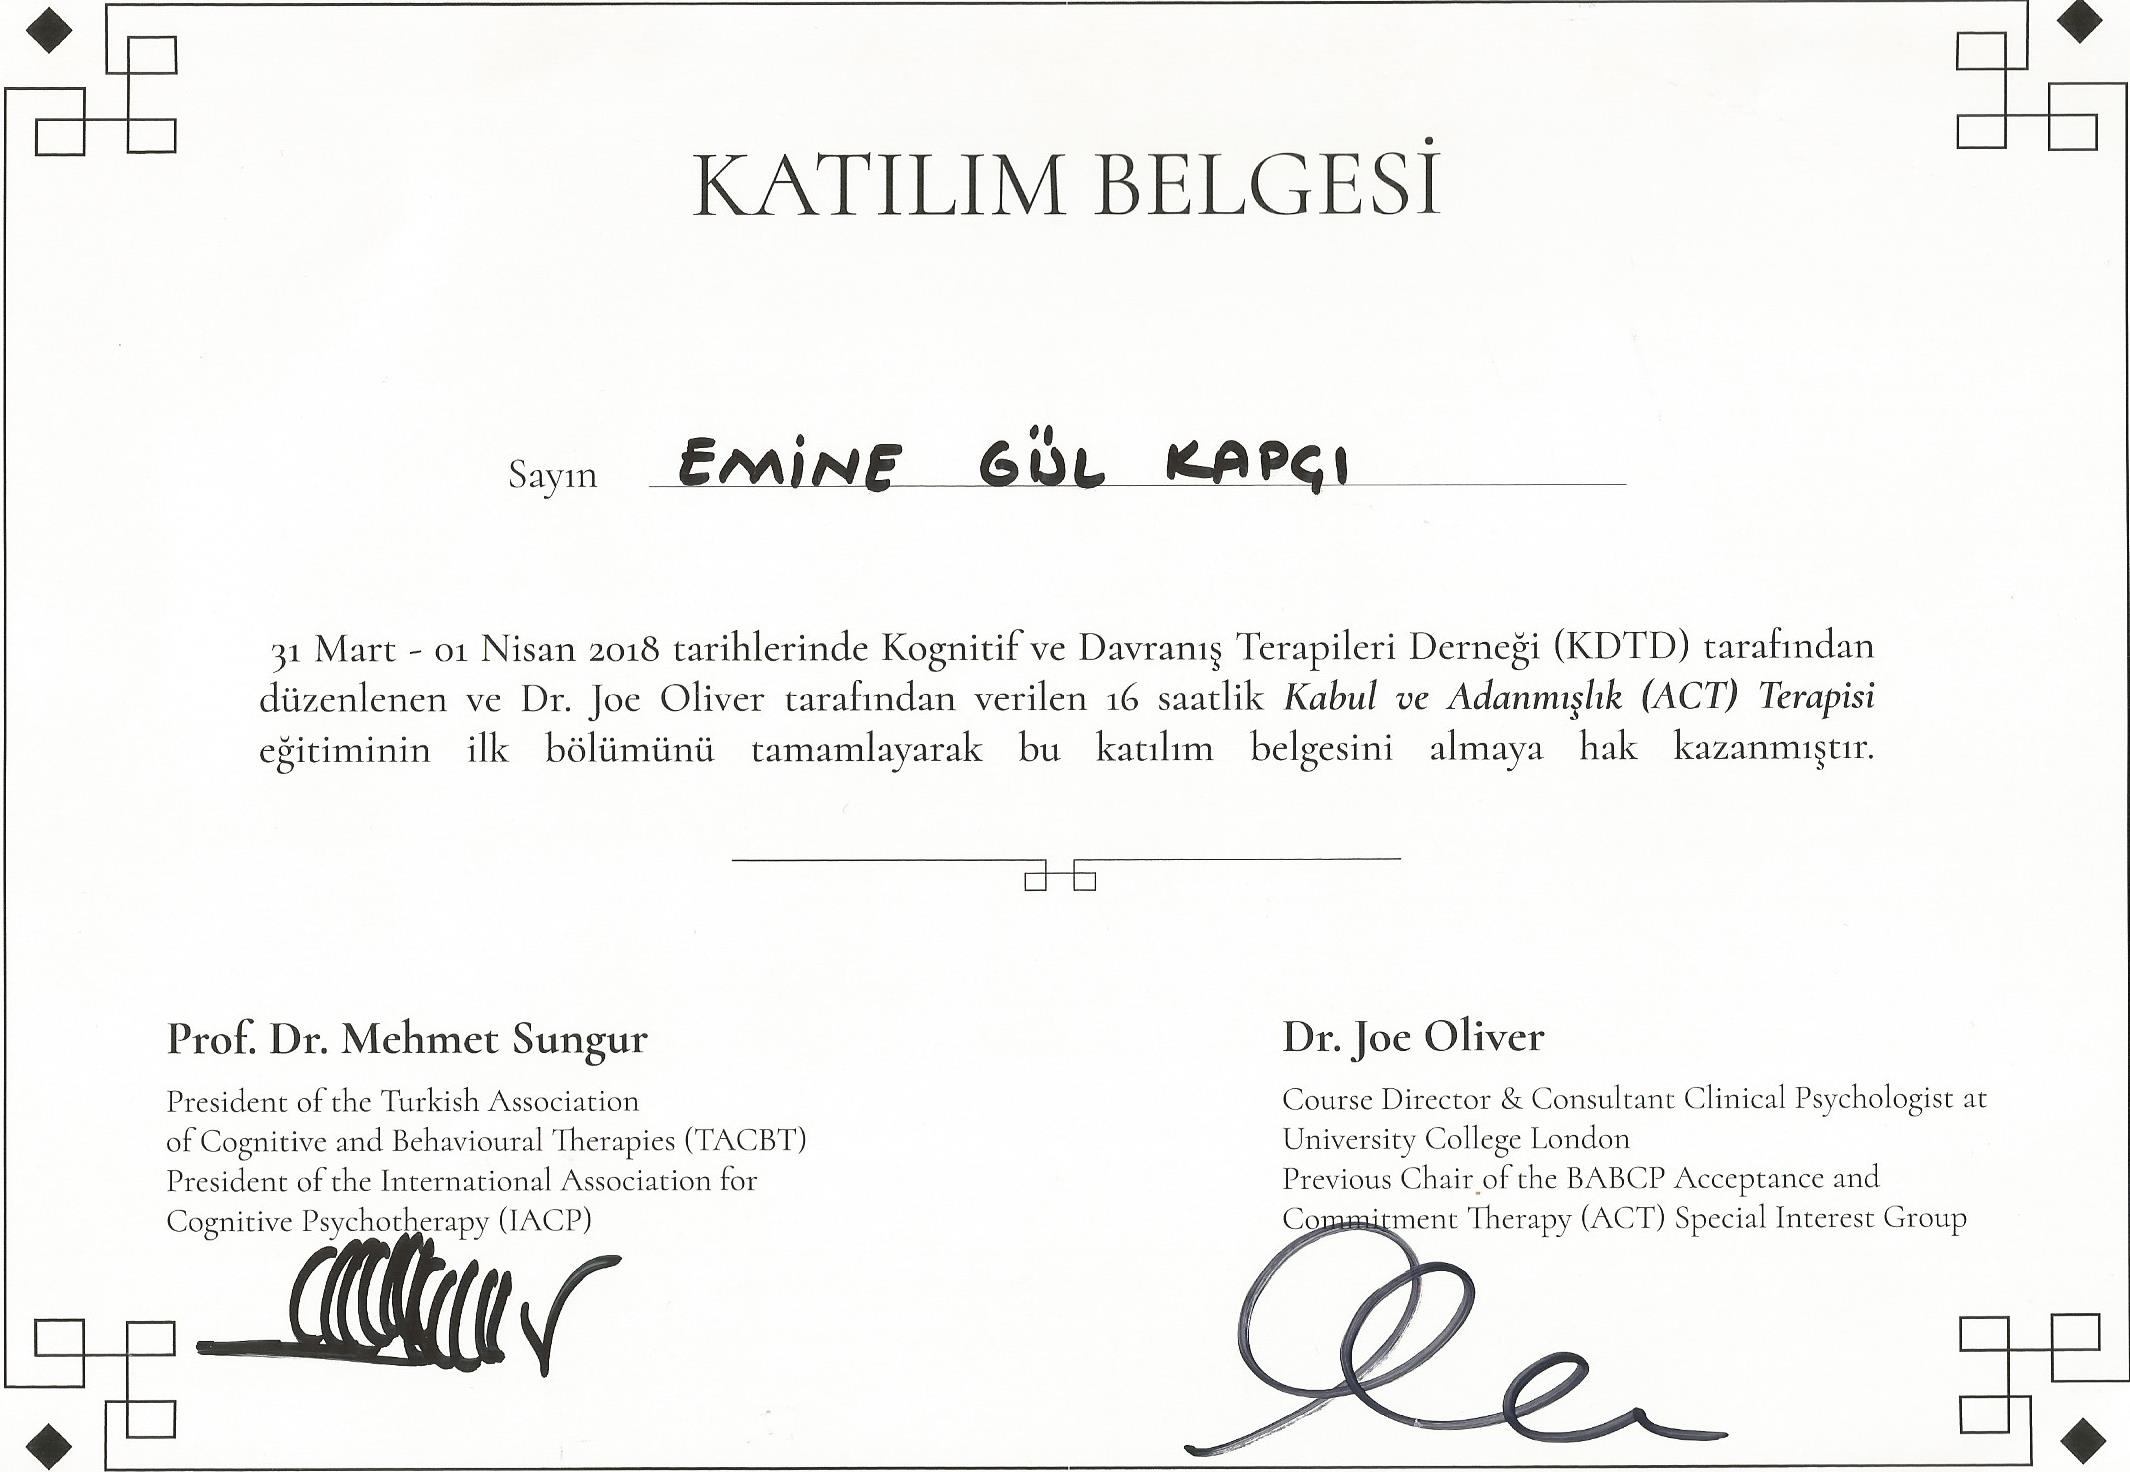 KATILIM BELGESİ
Sayın EMİNE GÜL KAPÇI
31 Mart - 01 Nisan 2018 tarihlerinde Kognitif ve Davranış Terapileri Derneği (KDTD) tarafından
düzenlenen ve Dr. Joe Oliver tarafından verilen 16 saatlik Kabul ve Adanmışlık (ACT) Terapisi
eğitiminin ilk bölümünü tamamlayarak bu katılım belgesini almaya hak kazanmıştır.
Prof. Dr. Mehmet Sungur
President of the Turkish Association
of Cognitive and Behavioural Therapies (TACBT)
President of the International Association for
Cognitive Psychotherapy (IACP)
Dr. Joe Oliver
Course Director & Consultant Clinical Psychologist at
University College London
Previous Chair of the BABCP Acceptance and
Commitment Therapy (ACT) Special Interest Group